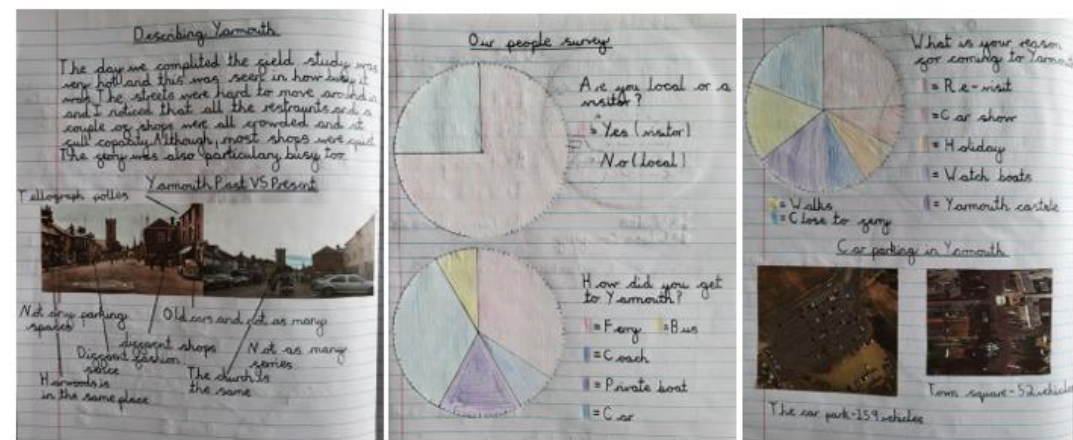 Describing Yarmouth
The day we complited the field study was
very hot and this was seen in how busy it
was. The streets were hard to move around in
and I noticed that all the restraunts and a
couple of shops were all crowded and at
full copatity. Although, most shops were quiet.
The ferry was also particulary busy too.
Yarmouth Past VS Present
Tellograph polles
Not any parking
spaces
Old cars and not as many
different shops
Different fashion
sence
Not as many
ferries
Harwoods is
in the same place
The church is
the same
Our people survey
Are you local or a
visitor?
= Yes (visitor)
= No (local)
How did you get
to Yarmouth?
= Ferry = Bus
= Coach
= Private boat
= Car
What is your reason
for coming to Yarmouth
= Re-visit
= Car show
= Holiday
= Watch boats
= Yarmouth castle
= Walks
= Close to ferry
Car parking in Yarmouth
The car park-159 vehicles
Town square-52 vehicles